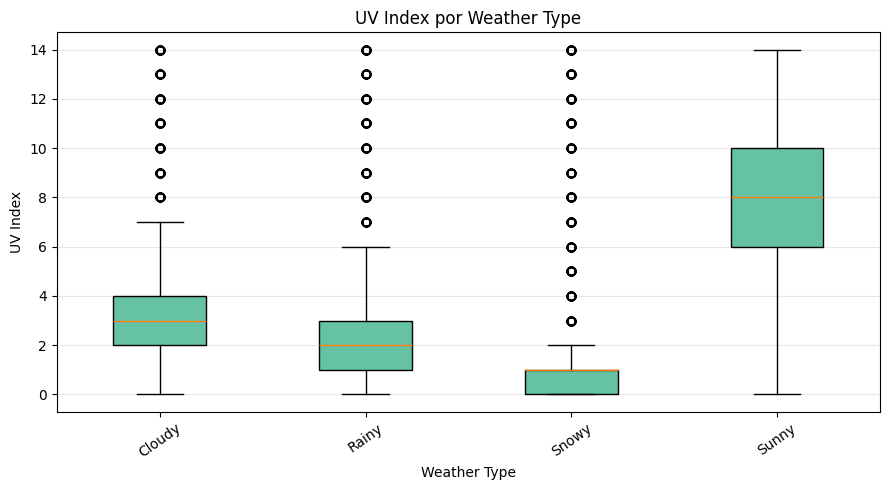 UV Index por Weather Type
UV Index
14
12
10
8
6
4
2
0
Cloudy
Rainy
Snowy
Sunny
Weather Type